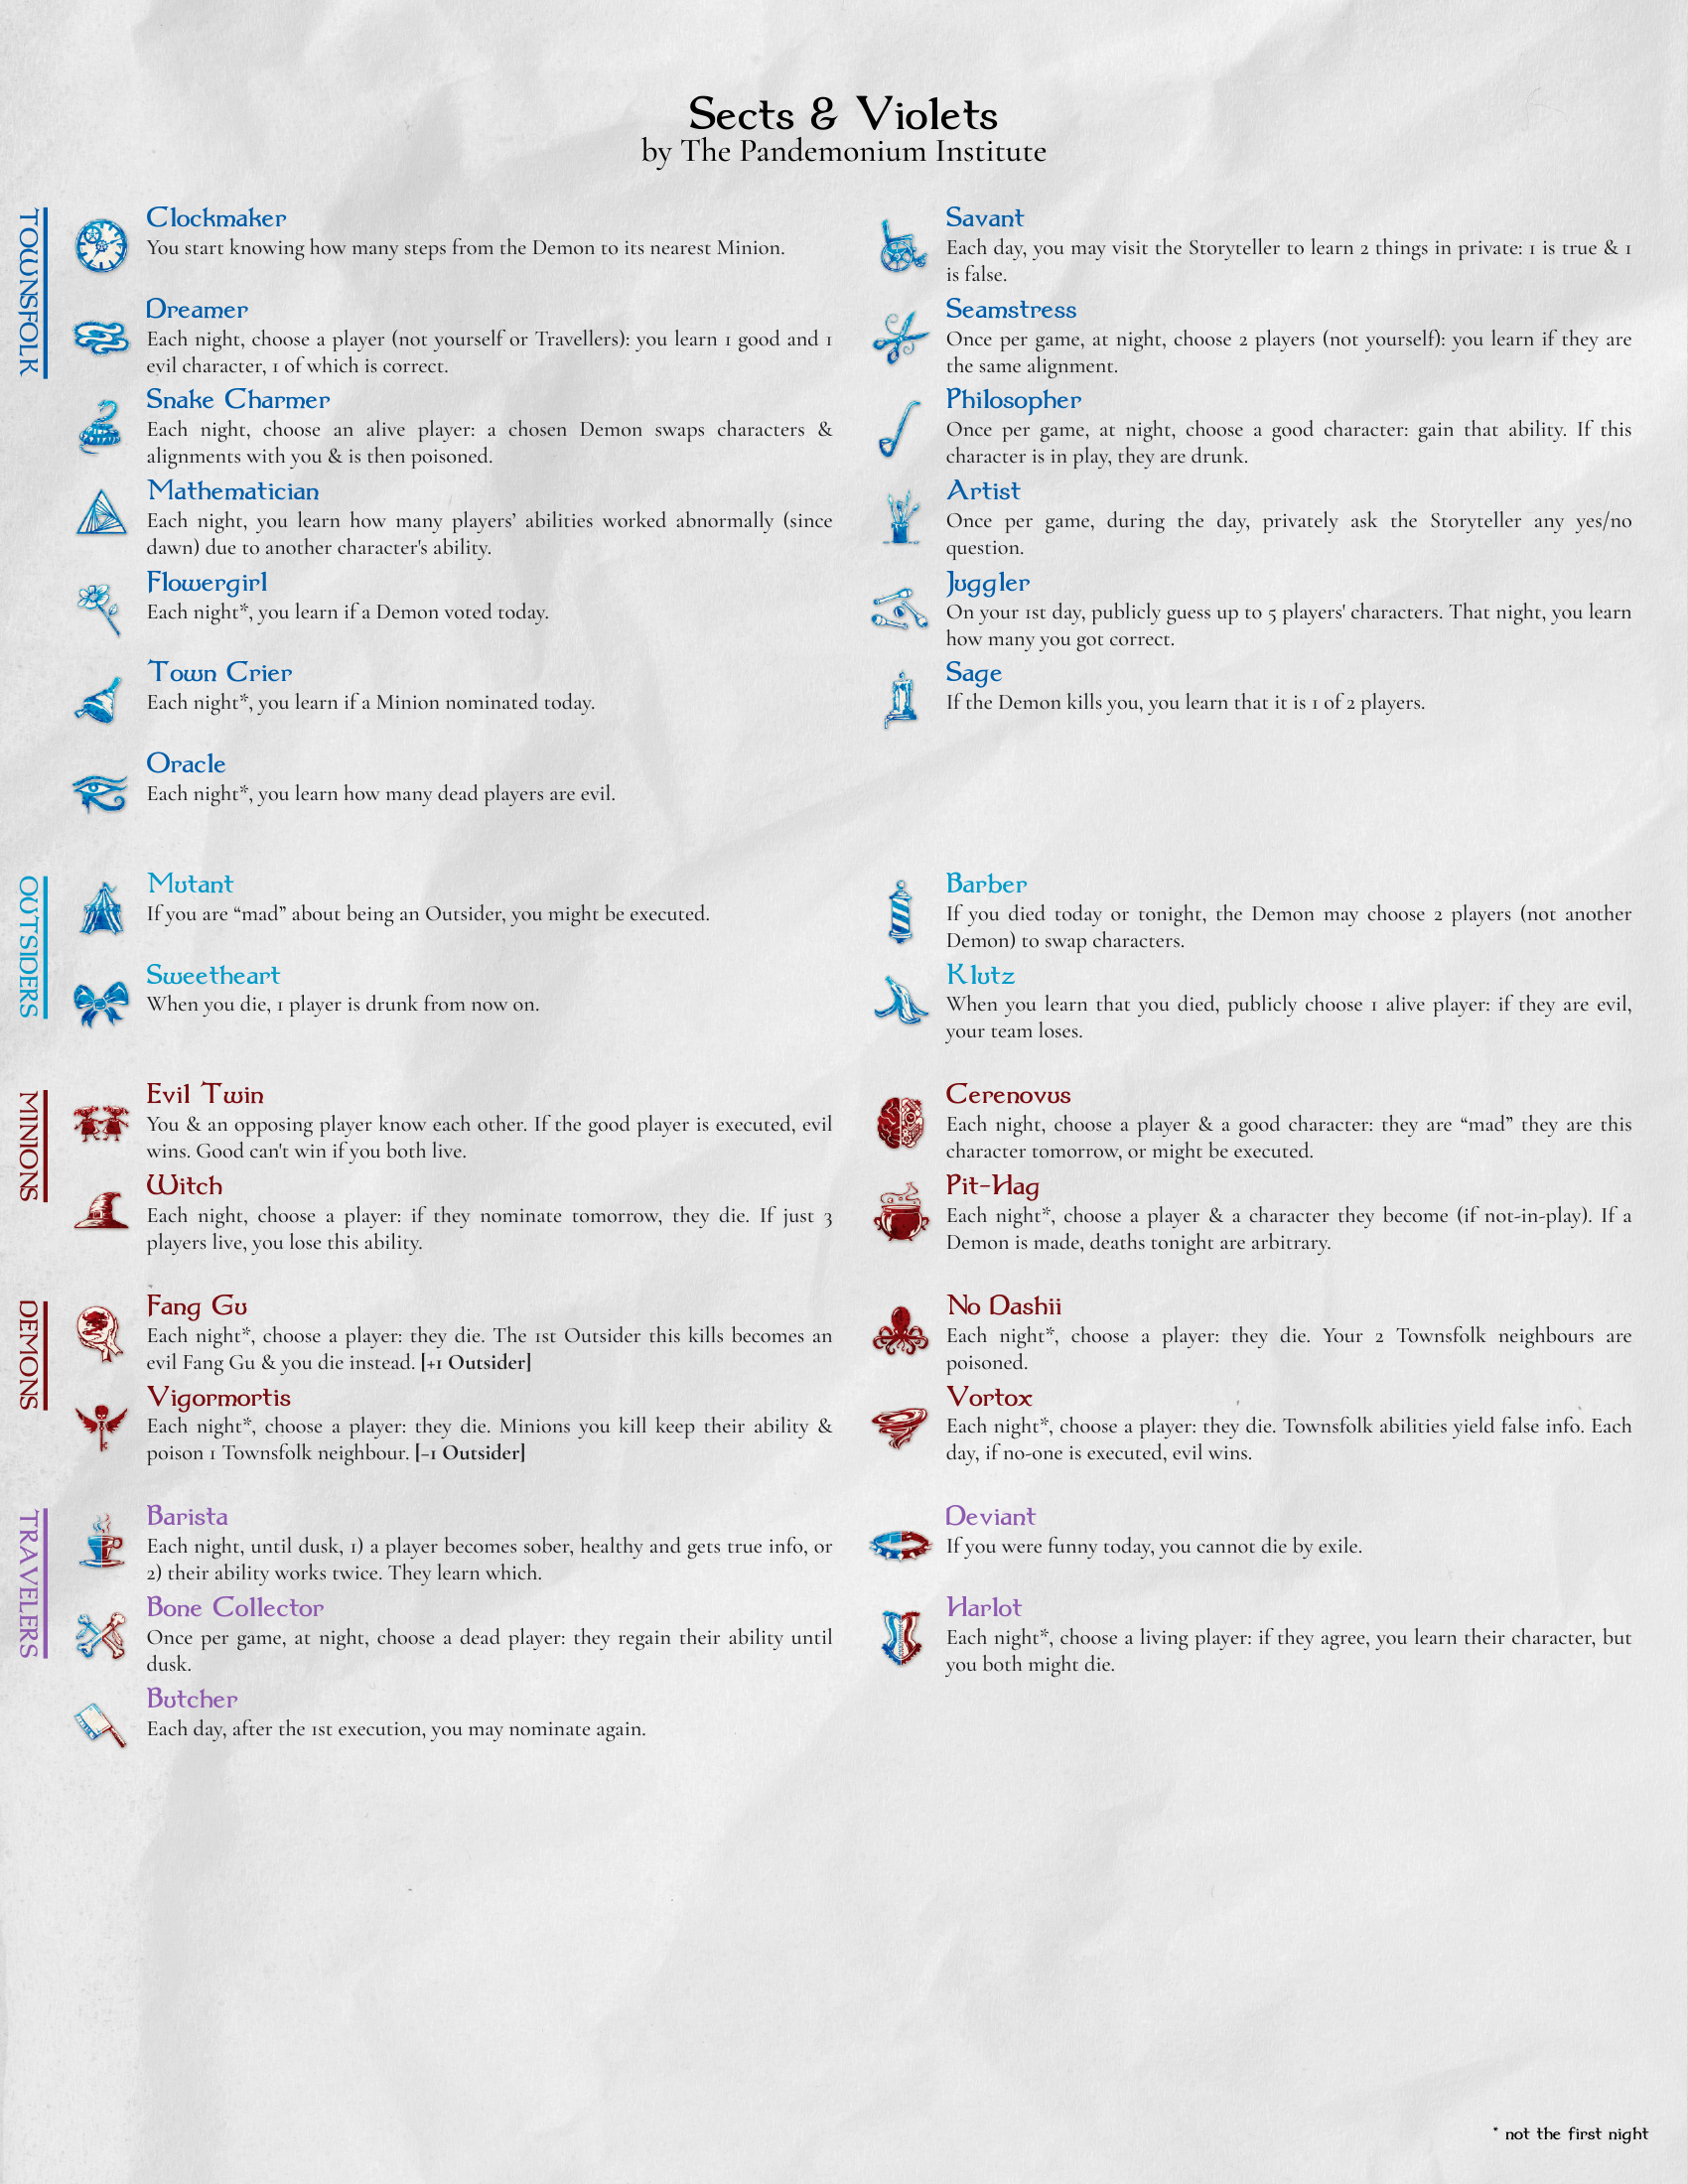 Sects & Violets
by The Pandemonium Institute
TOWNSFOLK
Clockmaker
You start knowing how many steps from the Demon to its nearest Minion.
Dreamer
Each night, choose a player (not yourself or Travellers): you learn 1 good and 1
evil character, 1 of which is correct.
Snake Charmer
Each night, choose an alive player: a chosen Demon swaps characters &
alignments with you & is then poisoned.
Mathematician
Each night, you learn how many players’ abilities worked abnormally (since
dawn) due to another character's ability.
Flowergirl
Each night*, you learn if a Demon voted today.
Town Crier
Each night*, you learn if a Minion nominated today.
Oracle
Each night*, you learn how many dead players are evil.
Savant
Each day, you may visit the Storyteller to learn 2 things in private: 1 is true & 1
is false.
Seamstress
Once per game, at night, choose 2 players (not yourself): you learn if they are
the same alignment.
Philosopher
Once per game, at night, choose a good character: gain that ability. If this
character is in play, they are drunk.
Artist
Once per game, during the day, privately ask the Storyteller any yes/no
question.
Juggler
On your 1st day, publicly guess up to 5 players' characters. That night, you learn
how many you got correct.
Sage
If the Demon kills you, you learn that it is 1 of 2 players.
OUTSIDERS
Mutant
If you are “mad” about being an Outsider, you might be executed.
Sweetheart
When you die, 1 player is drunk from now on.
Barber
If you died today or tonight, the Demon may choose 2 players (not another
Demon) to swap characters.
Klutz
When you learn that you died, publicly choose 1 alive player: if they are evil,
your team loses.
MINIONS
Evil Twin
You & an opposing player know each other. If the good player is executed, evil
wins. Good can't win if you both live.
Witch
Each night, choose a player: if they nominate tomorrow, they die. If just 3
players live, you lose this ability.
Cerenovus
Each night, choose a player & a good character: they are “mad” they are this
character tomorrow, or might be executed.
Pit-Hag
Each night*, choose a player & a character they become (if not-in-play). If a
Demon is made, deaths tonight are arbitrary.
DEMONS
Fang Gu
Each night*, choose a player: they die. The 1st Outsider this kills becomes an
evil Fang Gu & you die instead. [+1 Outsider]
Vigormortis
Each night*, choose a player: they die. Minions you kill keep their ability &
poison 1 Townsfolk neighbour. [-1 Outsider]
No Dashii
Each night*, choose a player: they die. Your 2 Townsfolk neighbours are
poisoned.
Vortox
Each night*, choose a player: they die. Townsfolk abilities yield false info. Each
day, if no-one is executed, evil wins.
TRAVELERS
Barista
Each night, until dusk, 1) a player becomes sober, healthy and gets true info, or
2) their ability works twice. They learn which.
Bone Collector
Once per game, at night, choose a dead player: they regain their ability until
dusk.
Butcher
Each day, after the 1st execution, you may nominate again.
Deviant
If you were funny today, you cannot die by exile.
Harlot
Each night*, choose a living player: if they agree, you learn their character, but
you both might die.
* not the first night